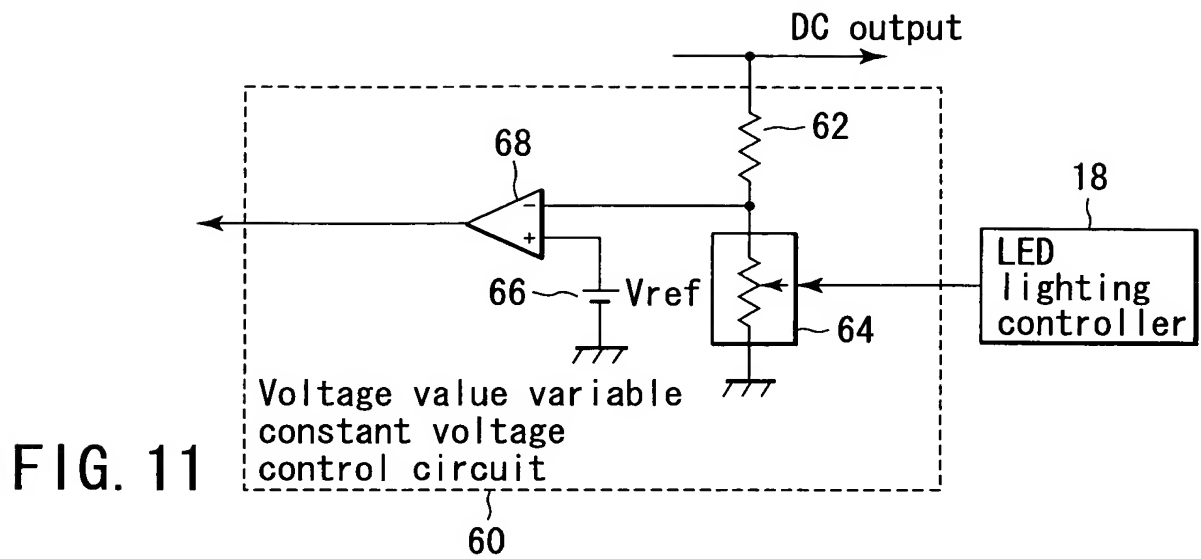 DC output
62
68
18
−
+
LED
lighting
controller
66
Vref
64
Voltage value variable
constant voltage
control circuit
FIG. 11
60